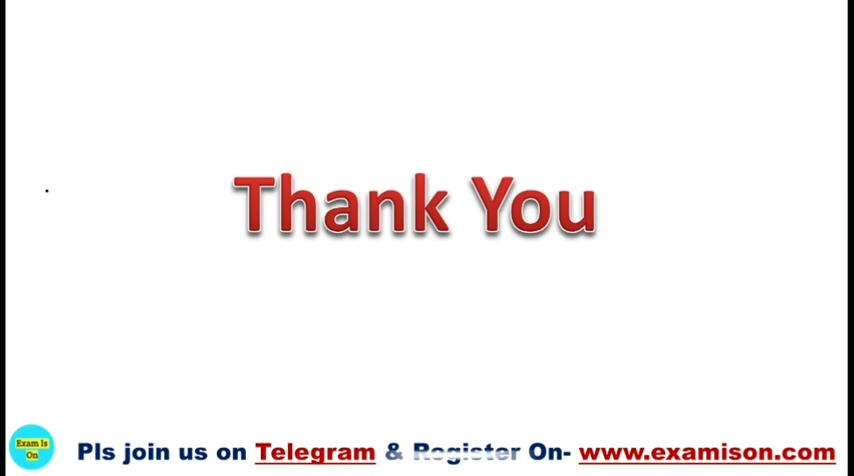 Thank You
Exam Is
On
Pls join us on Telegram & Register On- www.examison.com